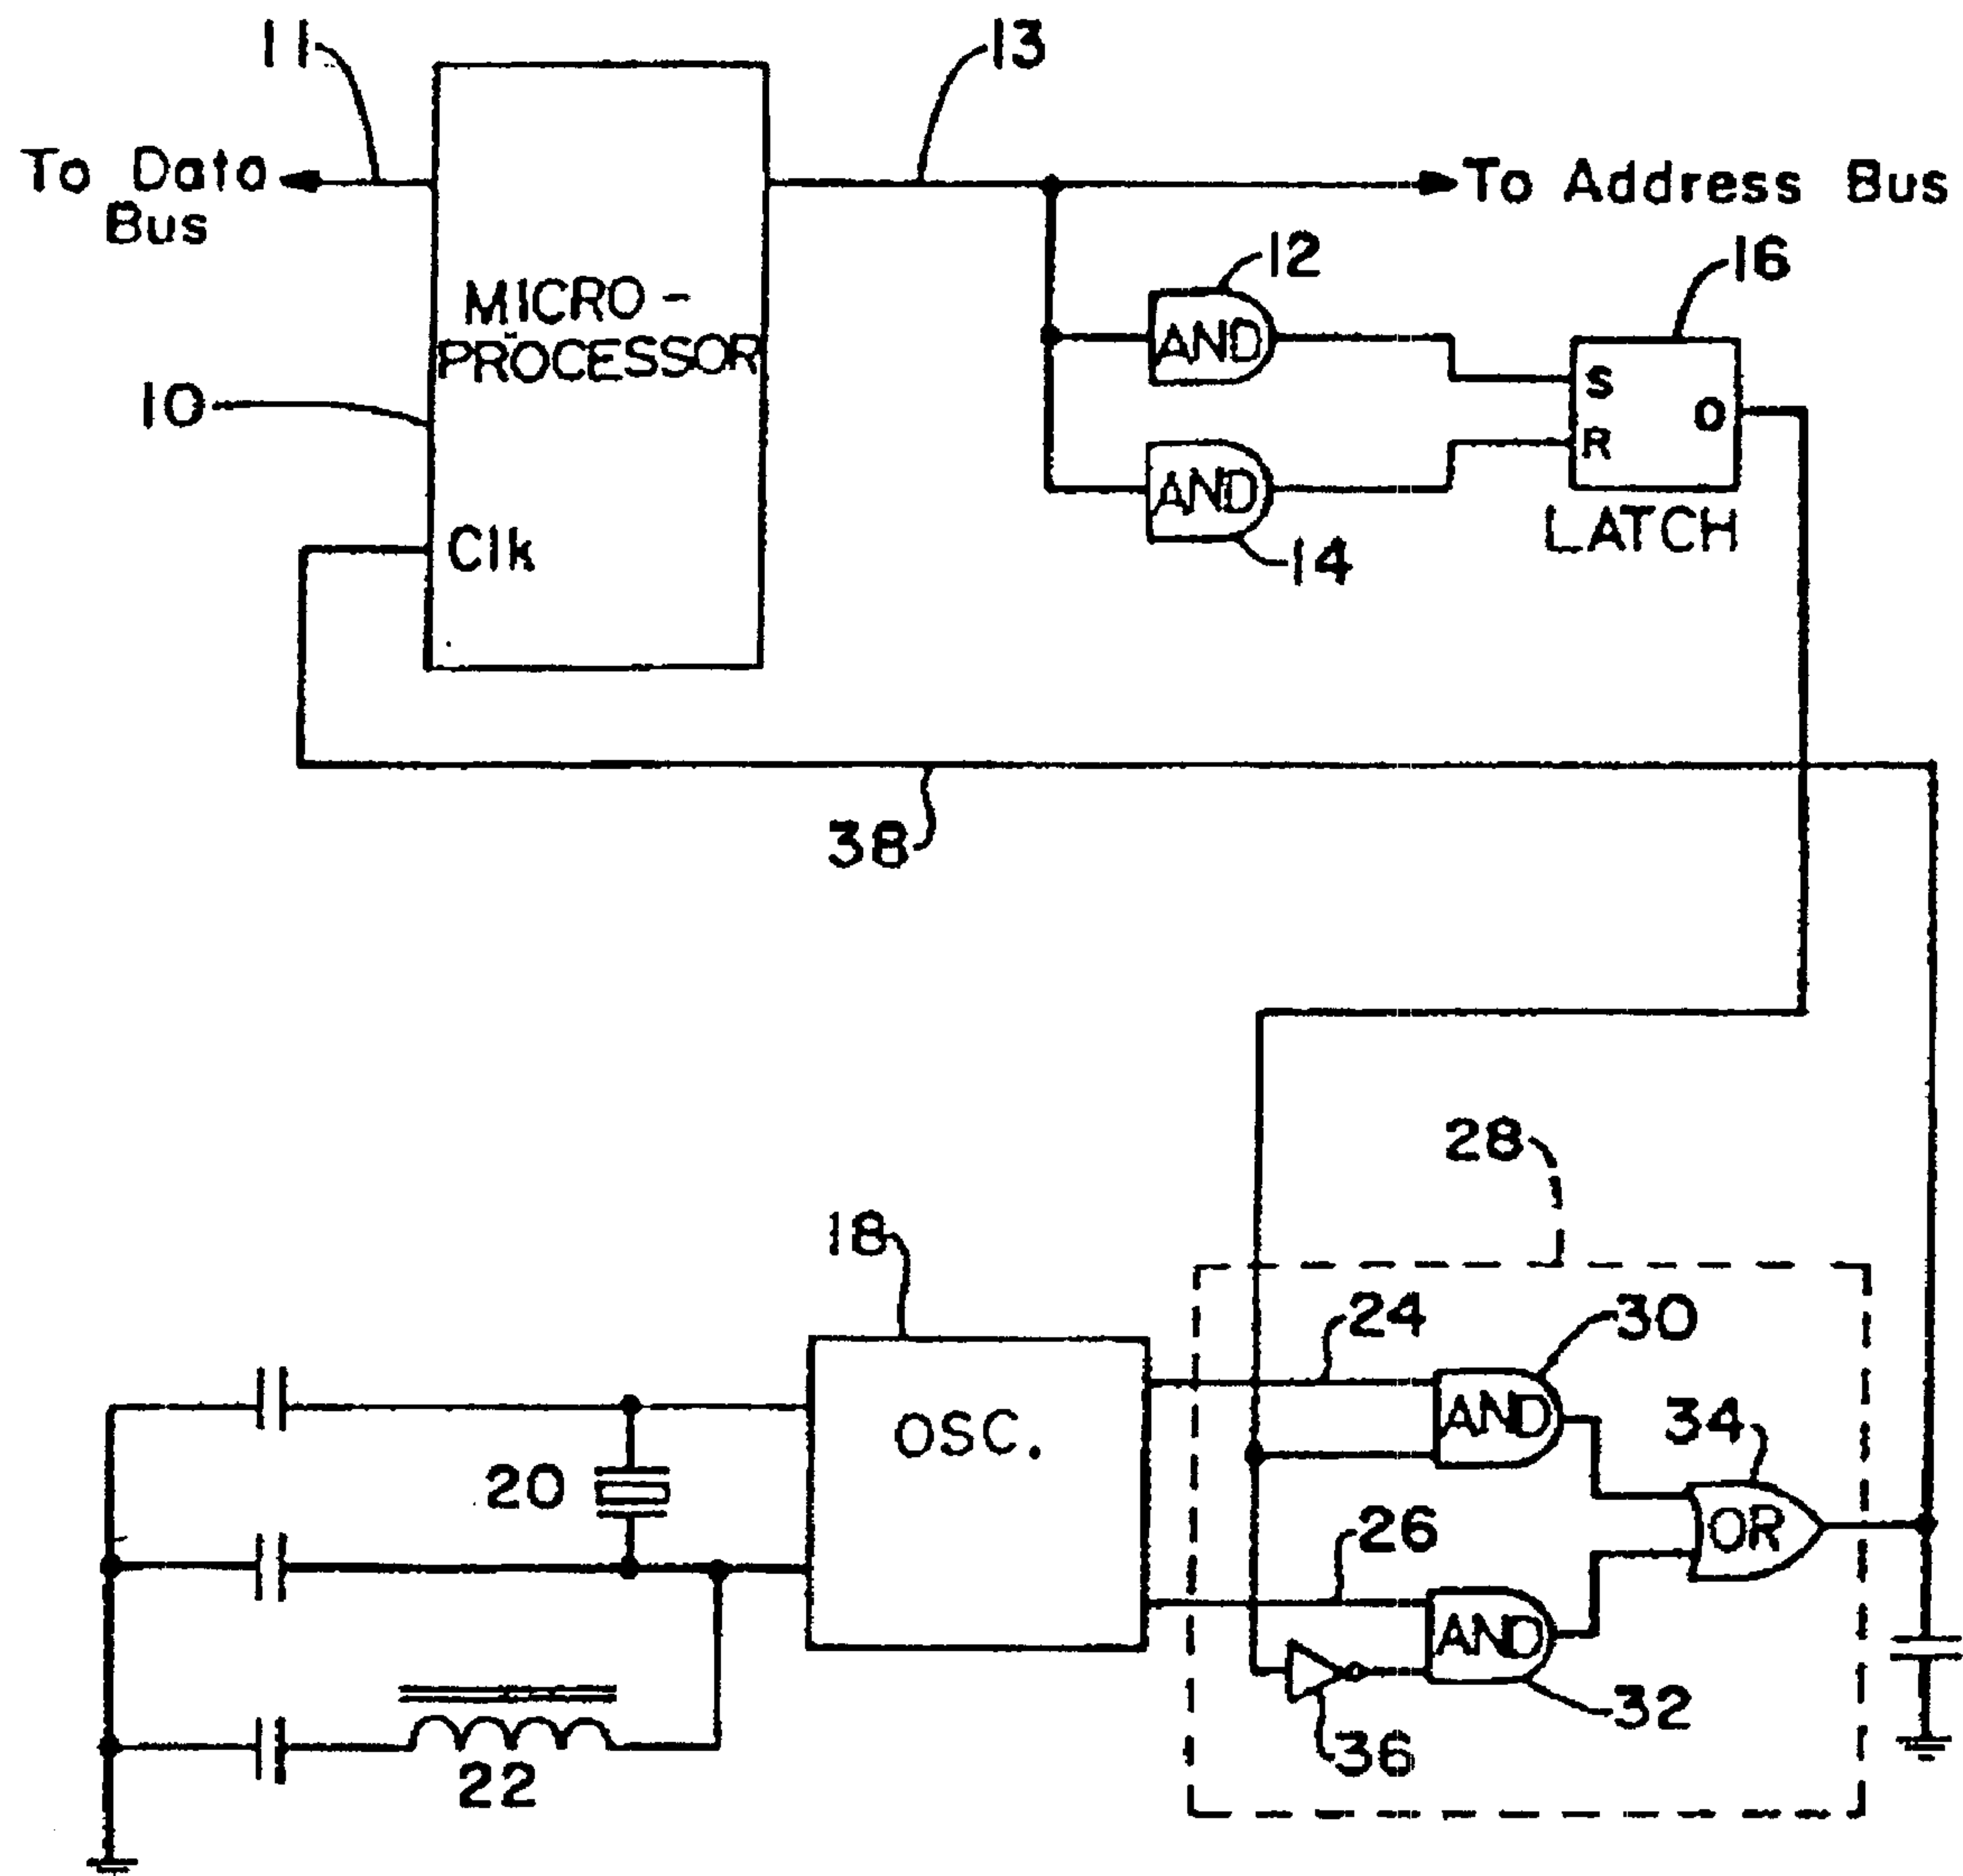 11
13
To Data
Bus
To Address Bus
12
16
MICRO-
PROCESSOR
AND
S
O
R
10
AND
LATCH
Clk
14
38
28
18
24
30
OSC.
AND
34
20
26
OR
AND
36
32
22